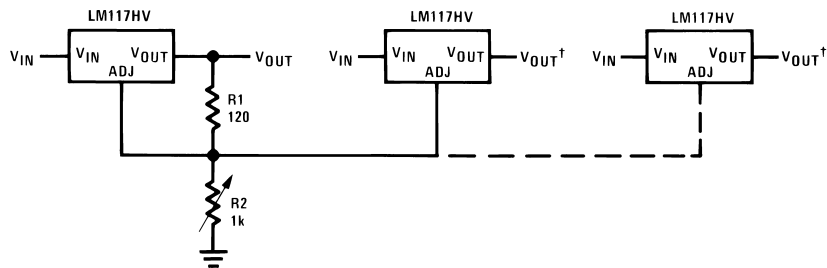 LM117HV
LM117HV
LM117HV
VIN
VIN VOUT
ADJ
VOUT
VIN
VIN VOUT
ADJ
VOUT†
VIN
VIN VOUT
ADJ
VOUT†
R1
120
R2
1k